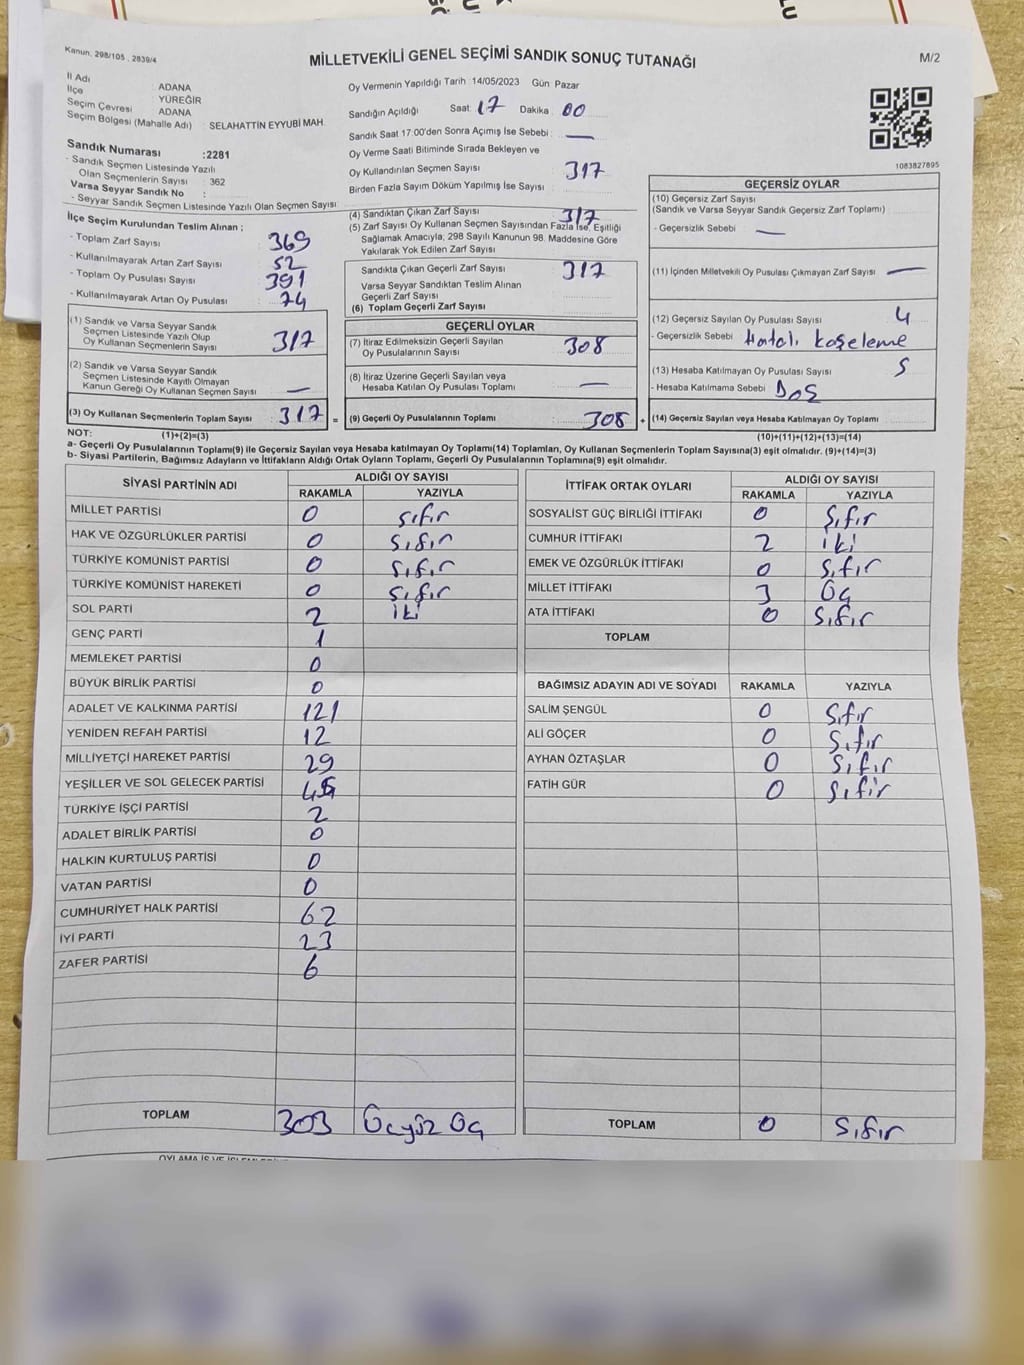 Kanun, 298/105 , 2839/4
MİLLETVEKİLİ GENEL SEÇİMİ SANDIK SONUÇ TUTANAĞI
M/2
İl Adı ADANA
İlçe YÜREĞİR
Seçim Çevresi ADANA
Seçim Bölgesi (Mahalle Adı) : SELAHATTİN EYYUBİ MAH.
Sandık Numarası :2281
- Sandık Seçmen Listesinde Yazılı
Olan Seçmenlerin Sayısı : 362
Varsa Seyyar Sandık No :
- Seyyar Sandık Seçmen Listesinde Yazılı Olan Seçmen Sayısı
Oy Vermenin Yapıldığı Tarih :14/05/2023 Gün Pazar
Sandığın Açıldığı Saat: 17 Dakika 00
Sandık Saat 17.00'den Sonra Açımış İse Sebebi : —
Oy Verme Saati Bitiminde Sırada Bekleyen ve
Oy Kullandırılan Seçmen Sayısı 317
Birden Fazla Sayım Döküm Yapılmış İse Sayısı
1083827895
İlçe Seçim Kurulundan Teslim Alınan ;
- Toplam Zarf Sayısı : 369
- Kullanılmayarak Artan Zarf Sayısı : 52
- Toplam Oy Pusulası Sayısı : 391
- Kullanılmayarak Artan Oy Pusulası : 74
(1) Sandık ve Varsa Seyyar Sandık
Seçmen Listesinde Yazılı Olup
Oy Kullanan Seçmenlerin Sayısı 317
(2) Sandık ve Varsa Seyyar Sandık
Seçmen Listesinde Kayıtlı Olmayan
Kanun Gereği Oy Kullanan Seçmen Sayısı —
(3) Oy Kullanan Seçmenlerin Toplam Sayısı 317 =
(4) Sandıktan Çıkan Zarf Sayısı 317
(5) Zarf Sayısı Oy Kullanan Seçmen Sayısından Fazla İse, Eşitliği
Sağlamak Amacıyla; 298 Sayılı Kanunun 98. Maddesine Göre
Yakılarak Yok Edilen Zarf Sayısı
Sandıkta Çıkan Geçerli Zarf Sayısı 317
Varsa Seyyar Sandıktan Teslim Alınan
Geçerli Zarf Sayısı
(6) Toplam Geçerli Zarf Sayısı
GEÇERLİ OYLAR
(7) İtiraz Edilmeksizin Geçerli Sayılan
Oy Pusulalarının Sayısı 308
(8) İtiraz Üzerine Geçerli Sayılan veya
Hesaba Katılan Oy Pusulası Toplamı —
(9) Geçerli Oy Pusulalarının Toplamı 308 +
GEÇERSİZ OYLAR
(10) Geçersiz Zarf Sayısı
(Sandık ve Varsa Seyyar Sandık Geçersiz Zarf Toplamı)
- Geçersizlik Sebebi —
(11) İçinden Milletvekili Oy Pusulası Çıkmayan Zarf Sayısı —
(12) Geçersiz Sayılan Oy Pusulası Sayısı 4
- Geçersizlik Sebebi Hatalı kaşeleme
(13) Hesaba Katılmayan Oy Pusulası Sayısı 5
- Hesaba Katılmama Sebebi Boş
(14) Geçersiz Sayılan veya Hesaba Katılmayan Oy Pusulası Toplamı
NOT: (1)+(2)=(3) (10)+(11)+(12)+(13)=(14)
a- Geçerli Oy Pusulalarının Toplamı(9) ile Geçersiz Sayılan veya Hesaba katılmayan Oy Toplamı(14) Toplamları, Oy Kullanan Seçmenlerin Toplam Sayısına(3) eşit olmalıdır. (9)+(14)=(3)
b- Siyasi Partilerin, Bağımsız Adayların ve İttifakların Aldığı Ortak Oyların Toplamı, Geçerli Oy Pusulalarının Toplamına(9) eşit olmalıdır.
SİYASİ PARTİNİN ADI ALDIĞI OY SAYISI
RAKAMLA YAZIYLA
MİLLET PARTİSİ 0 sıfır
HAK VE ÖZGÜRLÜKLER PARTİSİ 0 sıfır
TÜRKİYE KOMÜNİST PARTİSİ 0 sıfır
TÜRKİYE KOMÜNİST HAREKETİ 0 sıfır
SOL PARTİ 2 iki
GENÇ PARTİ 1
MEMLEKET PARTİSİ 0
BÜYÜK BİRLİK PARTİSİ 0
ADALET VE KALKINMA PARTİSİ 121
YENİDEN REFAH PARTİSİ 12
MİLLİYETÇİ HAREKET PARTİSİ 29
YEŞİLLER VE SOL GELECEK PARTİSİ
TÜRKİYE İŞÇİ PARTİSİ 2
ADALET BİRLİK PARTİSİ 0
HALKIN KURTULUŞ PARTİSİ 0
VATAN PARTİSİ 0
CUMHURİYET HALK PARTİSİ 62
İYİ PARTİ 23
ZAFER PARTİSİ 6
TOPLAM 303 Üçyüz Üç
İTTİFAK ORTAK OYLARI ALDIĞI OY SAYISI
RAKAMLA YAZIYLA
SOSYALİST GÜÇ BİRLİĞİ İTTİFAKI 0 sıfır
CUMHUR İTTİFAKI 2 iki
EMEK VE ÖZGÜRLÜK İTTİFAKI 0 sıfır
MİLLET İTTİFAKI 3 Üç
ATA İTTİFAKI 0 sıfır
TOPLAM
BAĞIMSIZ ADAYIN ADI VE SOYADI RAKAMLA YAZIYLA
SALİM ŞENGÜL 0 sıfır
ALİ GÖÇER 0 sıfır
AYHAN ÖZTAŞLAR 0 sıfır
FATİH GÜR 0 sıfır
TOPLAM 0 sıfır